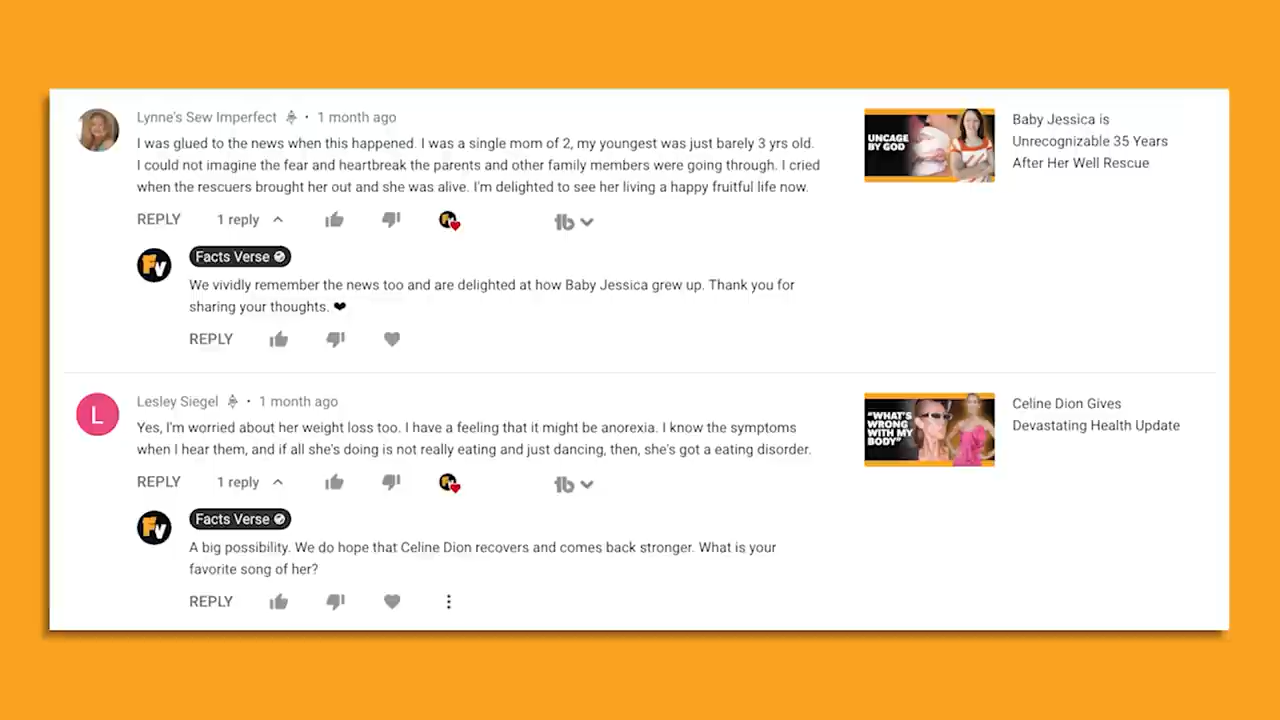 Lynne's Sew Imperfect • 1 month ago
I was glued to the news when this happened. I was a single mom of 2, my youngest was just barely 3 yrs old.
I could not imagine the fear and heartbreak the parents and other family members were going through. I cried
when the rescuers brought her out and she was alive. I'm delighted to see her living a happy fruitful life now.
REPLY 1 reply
tb
UNCAGE
BY GOD
Baby Jessica is
Unrecognizable 35 Years
After Her Well Rescue
FV
Facts Verse
We vividly remember the news too and are delighted at how Baby Jessica grew up. Thank you for
sharing your thoughts. ❤
REPLY
L
Lesley Siegel • 1 month ago
Yes, I'm worried about her weight loss too. I have a feeling that it might be anorexia. I know the symptoms
when I hear them, and if all she's doing is not really eating and just dancing, then, she's got a eating disorder.
REPLY 1 reply
tb
"WHAT'S
WRONG
WITH MY
BODY"
Celine Dion Gives
Devastating Health Update
FV
Facts Verse
A big possibility. We do hope that Celine Dion recovers and comes back stronger. What is your
favorite song of her?
REPLY